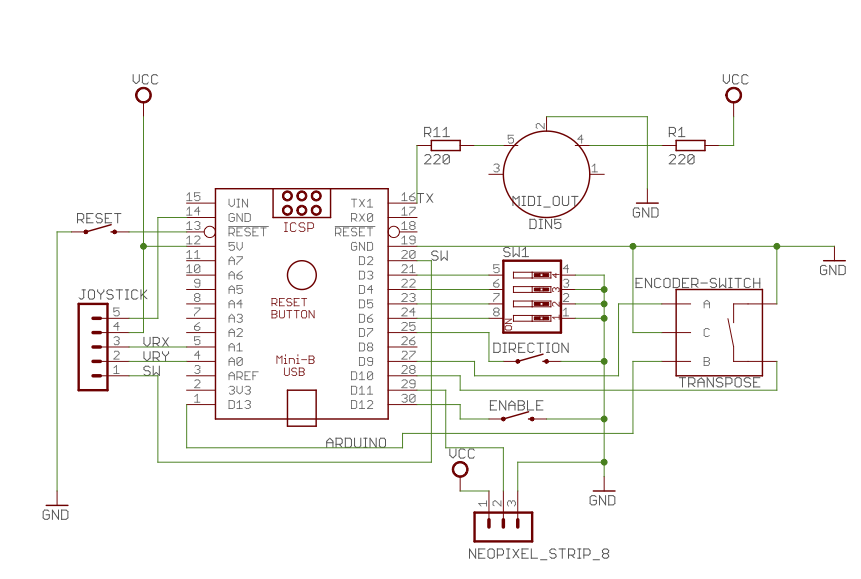 VCC
VCC
R11
220
5
2
4
3
1
MIDI_OUT
DIN5
R1
220
GND
15 VIN
14 GND
13 RESET
12 5V
11 A7
10 A6
9 A5
8 A4
7 A3
6 A2
5 A1
4 A0
3 AREF
2 3V3
1 D13
ICSP
RESET
BUTTON
Mini-B
USB
TX1 16 TX
RX0 17
RESET 18
GND 19
D2 20 SW
D3 21
D4 22
D5 23
D6 24
D7 25
D8 26
D9 27
D10 28
D11 29
D12 30
ARDUINO
RESET
GND
JOYSTICK
5
4
3 VRX
2 VRY
1 SW
SW1
5 4 4
6 3 3
7 2 2
8 1 1
ON
DIRECTION
ENABLE
GND
ENCODER-SWITCH
A
C
B
TRANSPOSE
GND
VCC
1 2 3
NEOPIXEL_STRIP_8